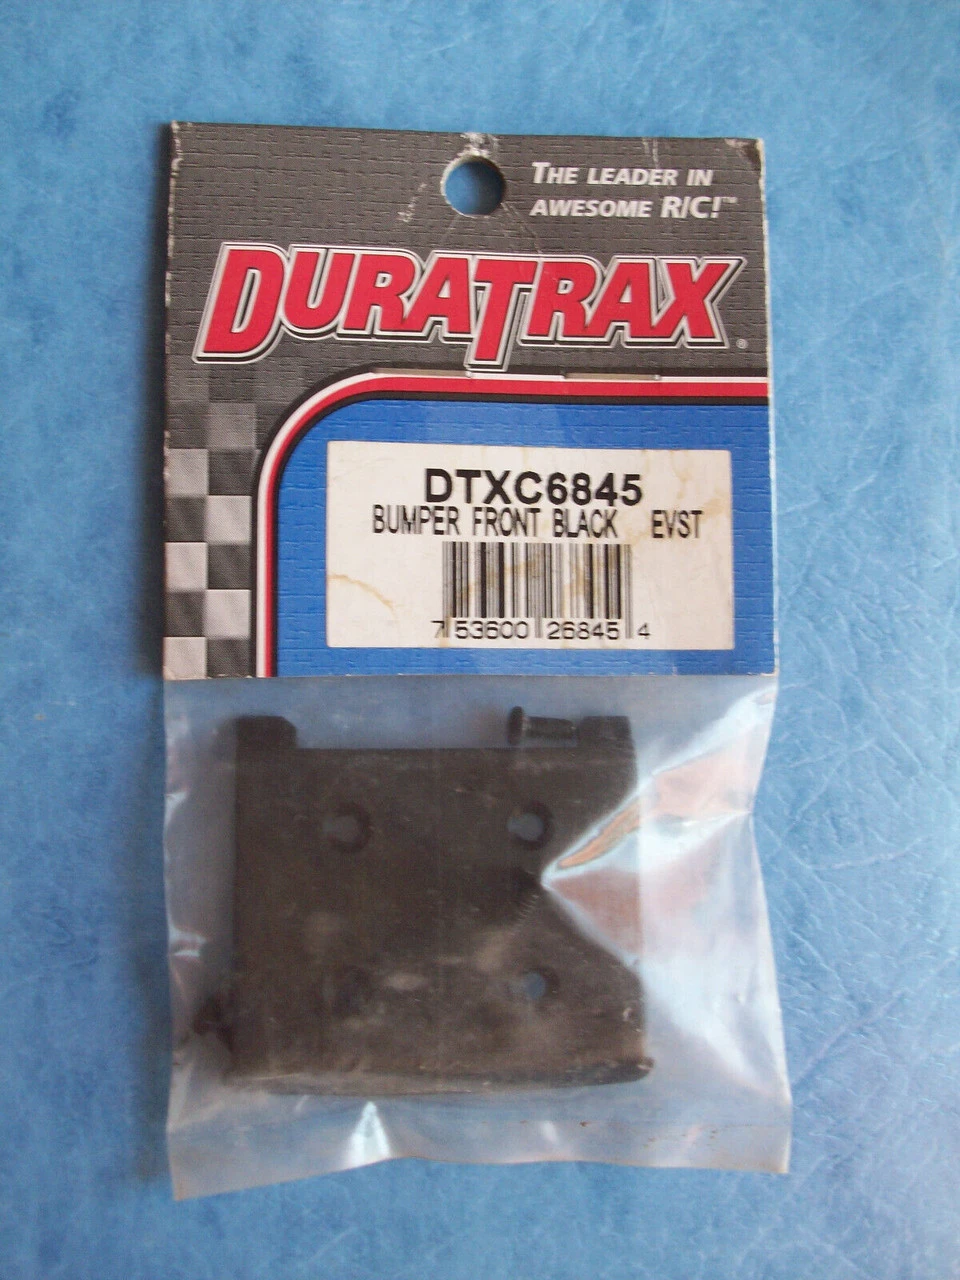 THE LEADER IN
AWESOME R/C!™
DURATRAX®
DTXC6845
BUMPER FRONT BLACK EVST
7 53600 26845 4